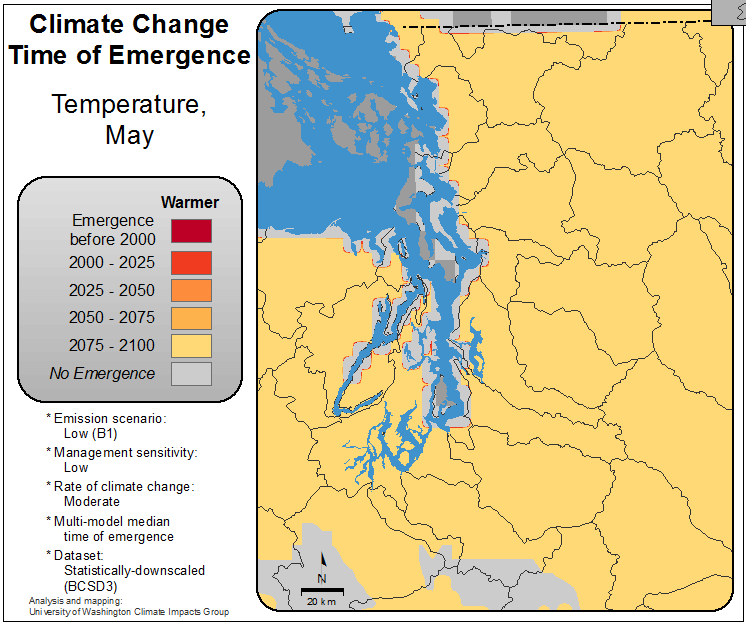 Climate Change
Time of Emergence
Temperature,
May
Warmer
Emergence
before 2000
2000 - 2025
2025 - 2050
2050 - 2075
2075 - 2100
No Emergence
* Emission scenario:
Low (B1)
* Management sensitivity:
Low
* Rate of climate change:
Moderate
* Multi-model median
time of emergence
* Dataset:
Statistically-downscaled
(BCSD3)
Analysis and mapping:
University of Washington Climate Impacts Group
N
20 km